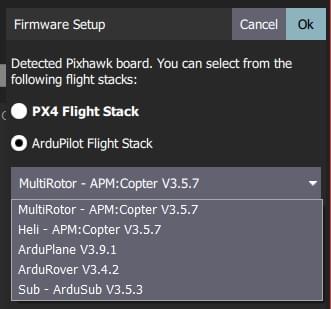 Firmware Setup
Cancel
Ok
Detected Pixhawk board. You can select from the
following flight stacks:
PX4 Flight Stack
ArduPilot Flight Stack
MultiRotor - APM:Copter V3.5.7
MultiRotor - APM:Copter V3.5.7
Heli - APM:Copter V3.5.7
ArduPlane V3.9.1
ArduRover V3.4.2
Sub - ArduSub V3.5.3